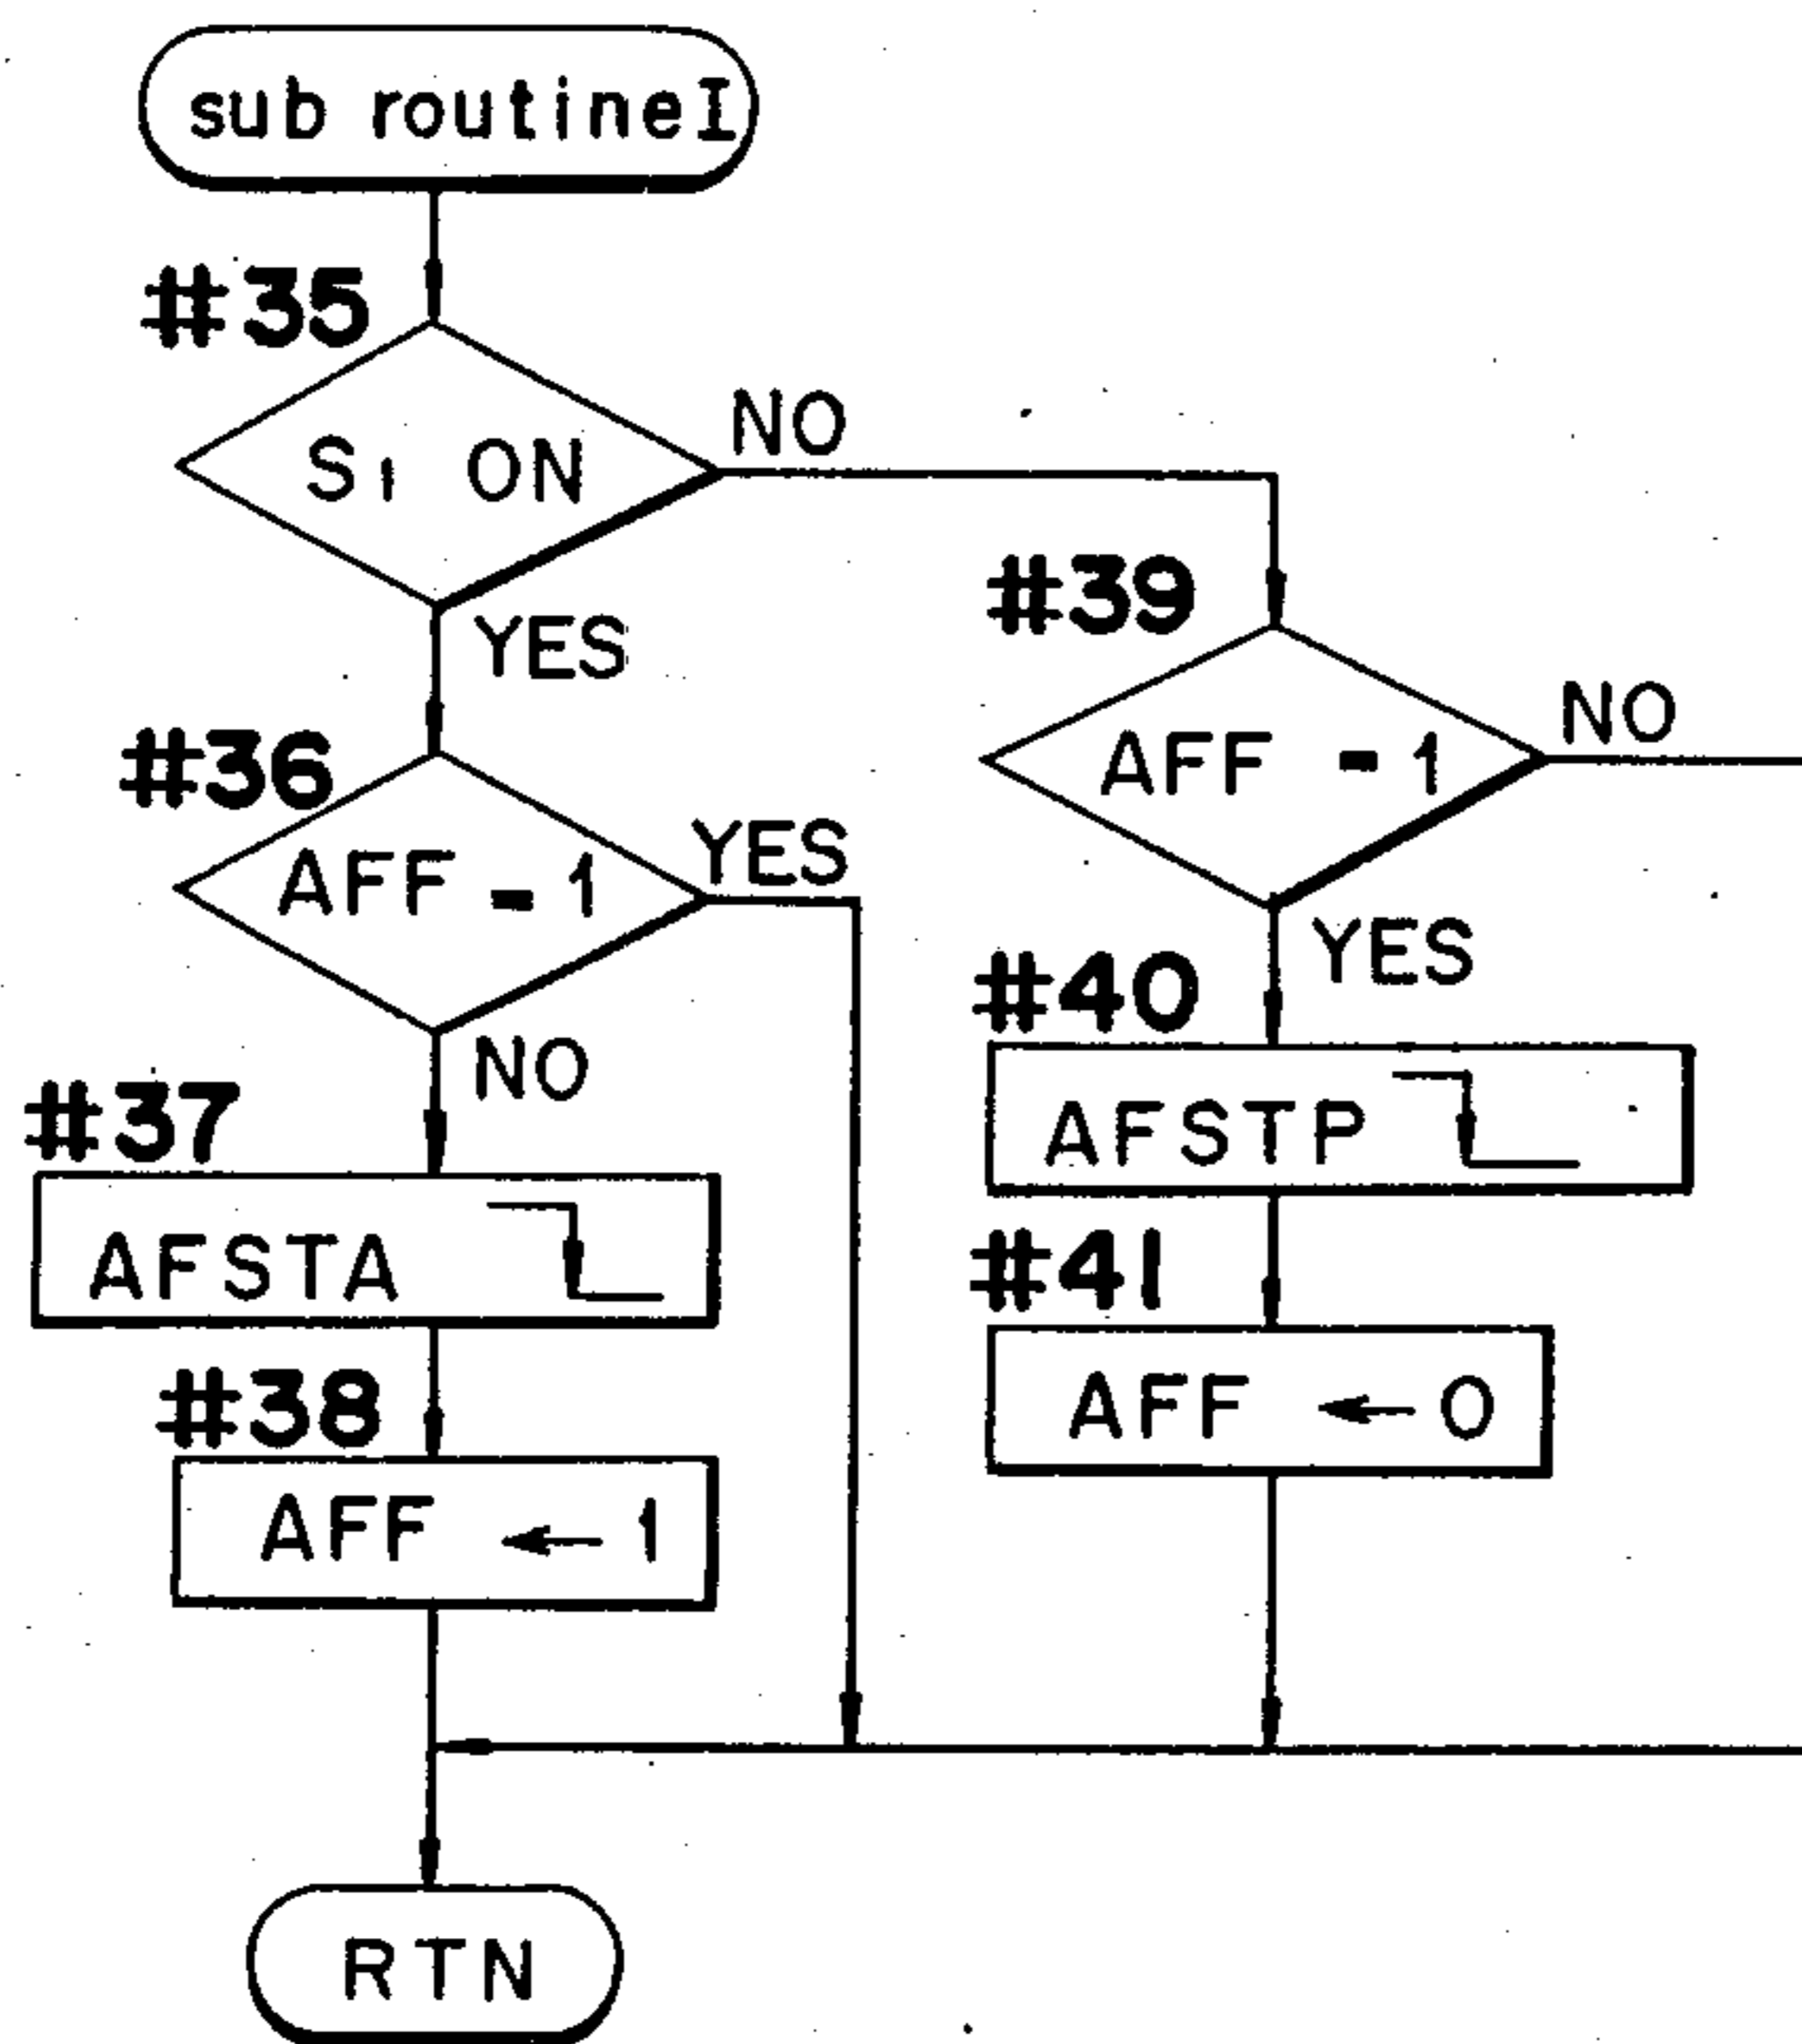 sub routineI
#35
S1 ON
NO
YES
#36
AFF = 1
YES
NO
#37
AFSTA
#38
AFF ← 1
#39
AFF = 1
NO
YES
#40
AFSTP
#41
AFF ← 0
RTN